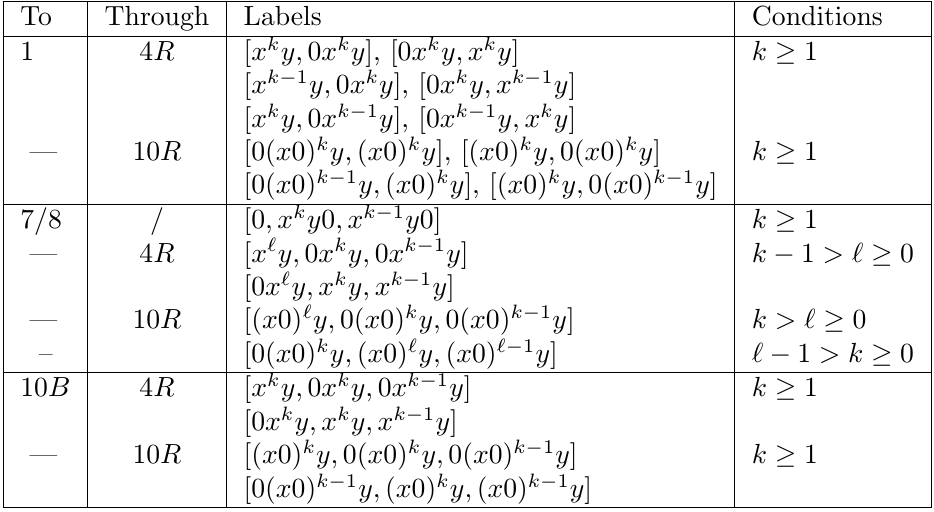 To Through Labels Conditions
1 4R [x^k y, 0x^k y], [0x^k y, x^k y] k ≥ 1
[x^{k−1}y, 0x^k y], [0x^k y, x^{k−1}y]
[x^k y, 0x^{k−1}y], [0x^{k−1}y, x^k y]
— 10R [0(x0)^k y, (x0)^k y], [(x0)^k y, 0(x0)^k y] k ≥ 1
[0(x0)^{k−1}y, (x0)^k y], [(x0)^k y, 0(x0)^{k−1}y]
7/8 / [0, x^k y0, x^{k−1}y0] k ≥ 1
— 4R [x^ℓ y, 0x^k y, 0x^{k−1}y] k − 1 > ℓ ≥ 0
[0x^ℓ y, x^k y, x^{k−1}y]
— 10R [(x0)^ℓ y, 0(x0)^k y, 0(x0)^{k−1}y] k > ℓ ≥ 0
– [0(x0)^k y, (x0)^ℓ y, (x0)^{ℓ−1}y] ℓ − 1 > k ≥ 0
10B 4R [x^k y, 0x^k y, 0x^{k−1}y] k ≥ 1
[0x^k y, x^k y, x^{k−1}y]
— 10R [(x0)^k y, 0(x0)^k y, 0(x0)^{k−1}y] k ≥ 1
[0(x0)^{k−1}y, (x0)^k y, (x0)^{k−1}y]